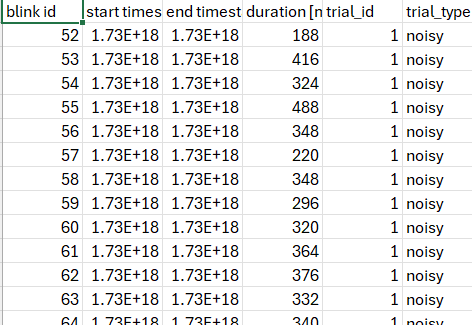 blink id start times end timest duration [n trial_id trial_type
52 1.73E+18 1.73E+18 188 1 noisy
53 1.73E+18 1.73E+18 416 1 noisy
54 1.73E+18 1.73E+18 324 1 noisy
55 1.73E+18 1.73E+18 488 1 noisy
56 1.73E+18 1.73E+18 348 1 noisy
57 1.73E+18 1.73E+18 220 1 noisy
58 1.73E+18 1.73E+18 348 1 noisy
59 1.73E+18 1.73E+18 296 1 noisy
60 1.73E+18 1.73E+18 320 1 noisy
61 1.73E+18 1.73E+18 364 1 noisy
62 1.73E+18 1.73E+18 376 1 noisy
63 1.73E+18 1.73E+18 332 1 noisy
64 1.73E+18 1.73E+18 340 1 noisy